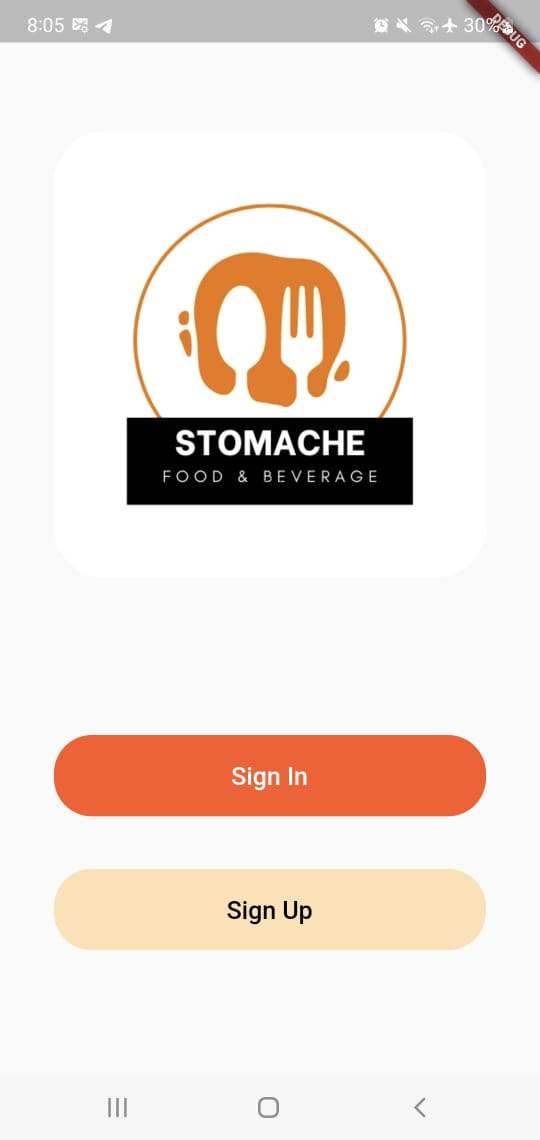 8:05
30%
DEBUG
STOMACHE
FOOD & BEVERAGE
Sign In
Sign Up